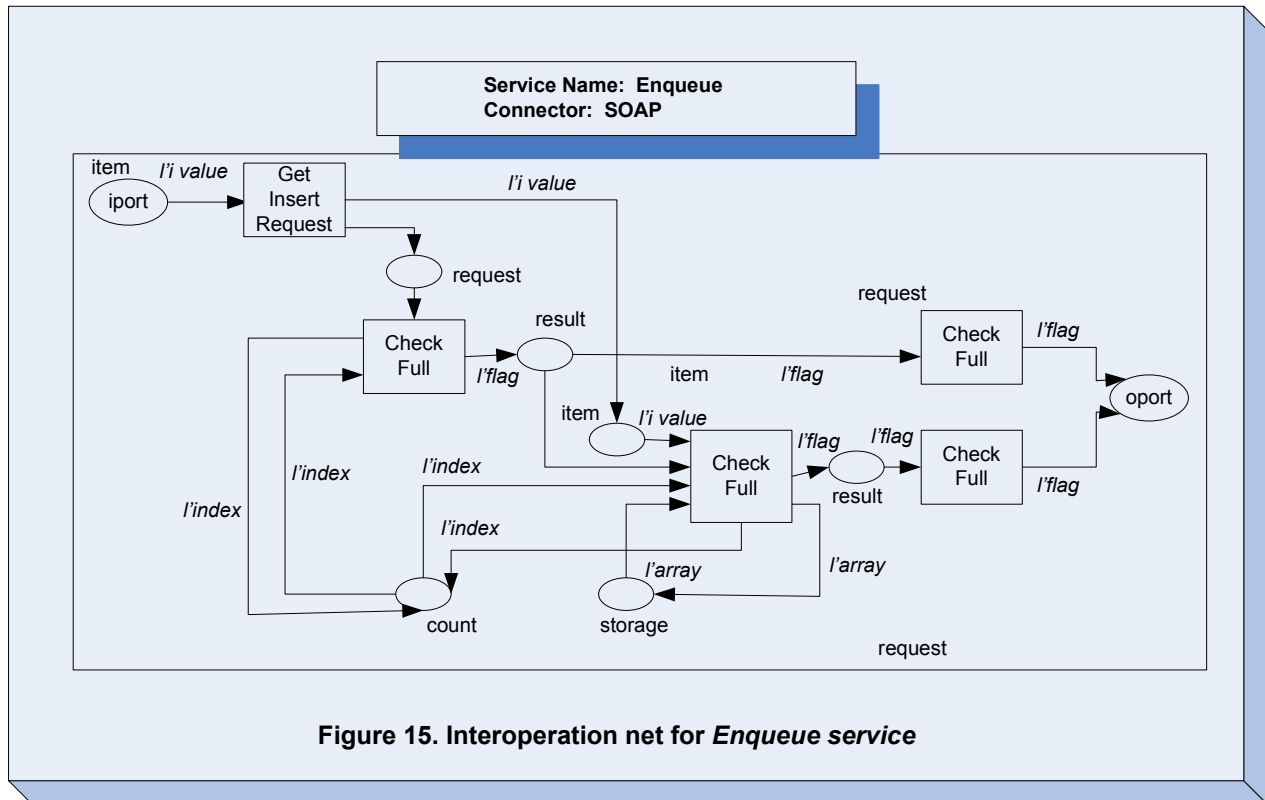 Service Name: Enqueue
Connector: SOAP
item
l'i value
iport
Get
Insert
Request
l'i value
request
request
result
Check
Full
l'flag
Check
Full
l'flag
item
l'flag
oport
item
l'i value
Check
Full
l'flag
l'flag
result
Check
Full
l'flag
l'index
l'index
l'index
l'index
l'array
l'array
count
storage
request
Figure 15. Interoperation net for Enqueue service